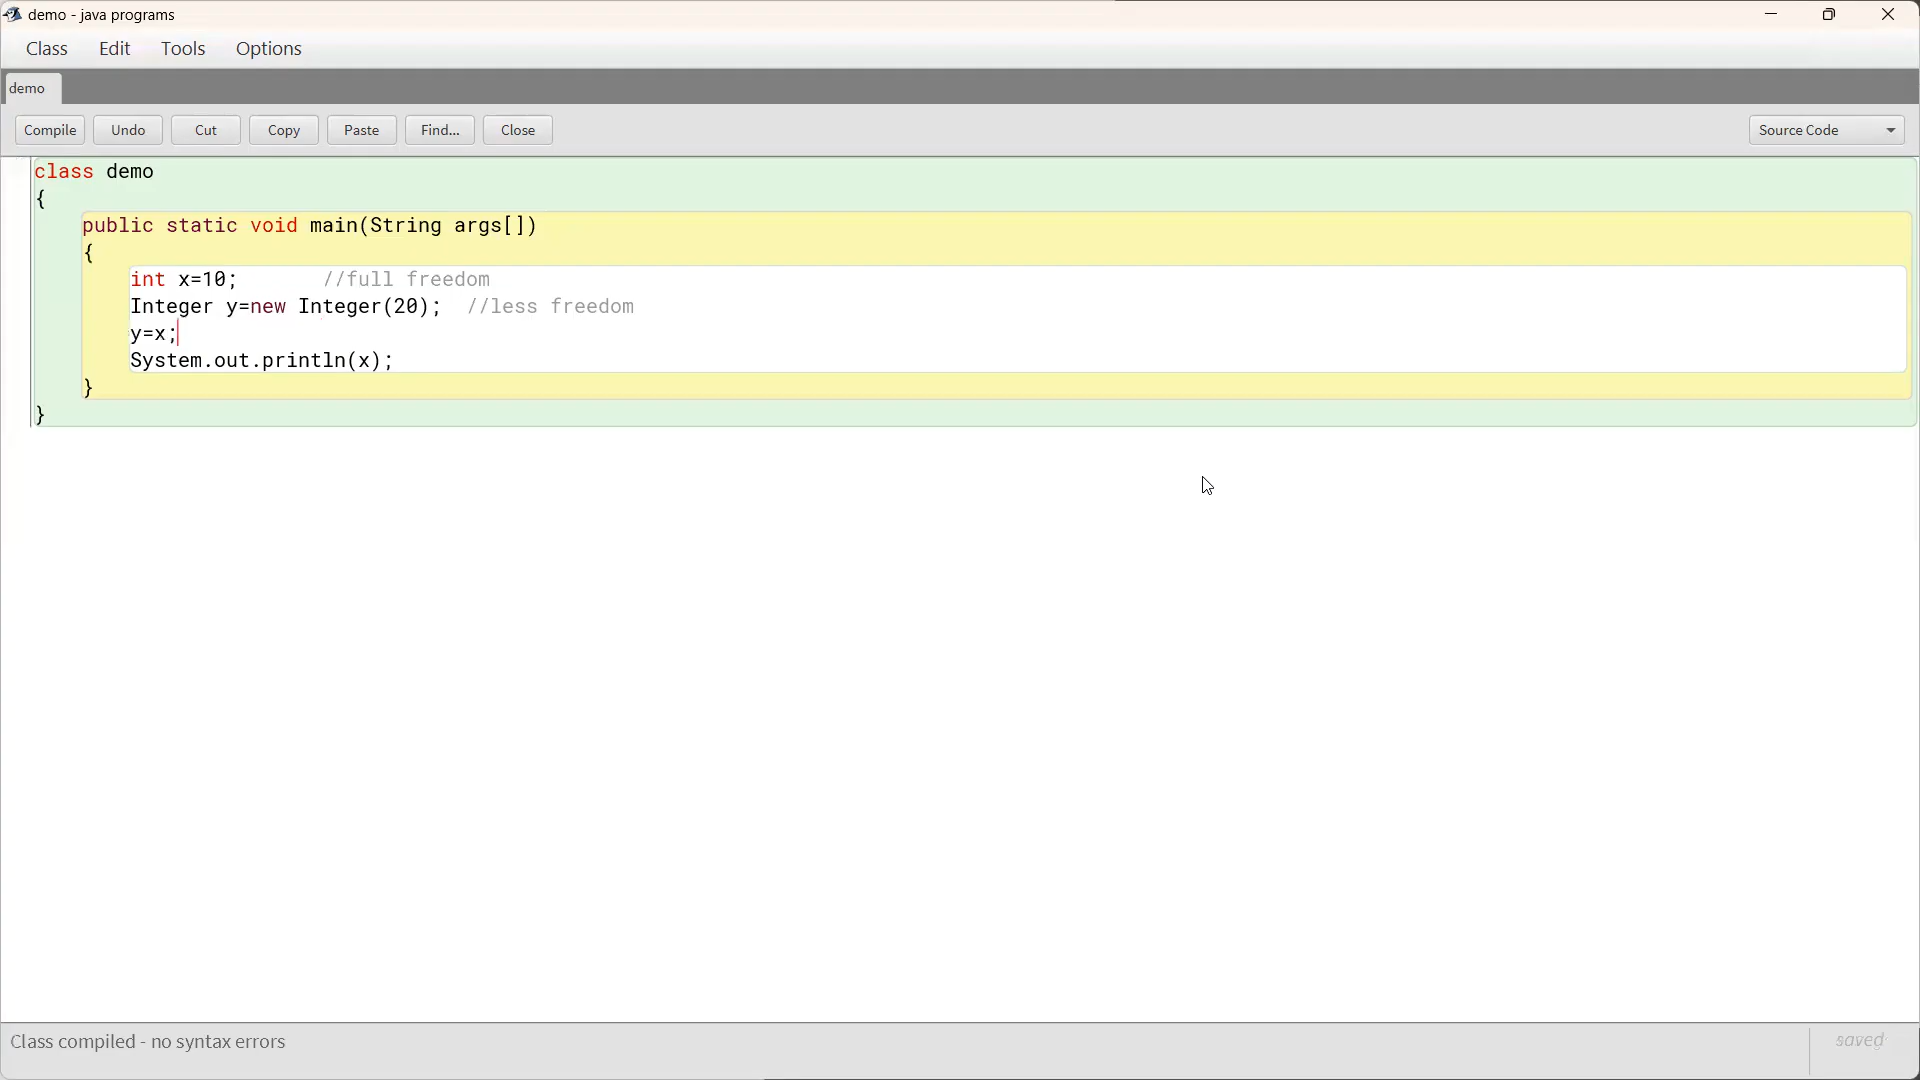 demo - java programs
Class Edit Tools Options
demo
Compile Undo Cut Copy Paste Find... Close Source Code
class demo
{
    public static void main(String args[])
    {
        int x=10;       //full freedom
        Integer y=new Integer(20);  //less freedom
        y=x;
        System.out.println(x);
    }
}
Class compiled - no syntax errors
saved